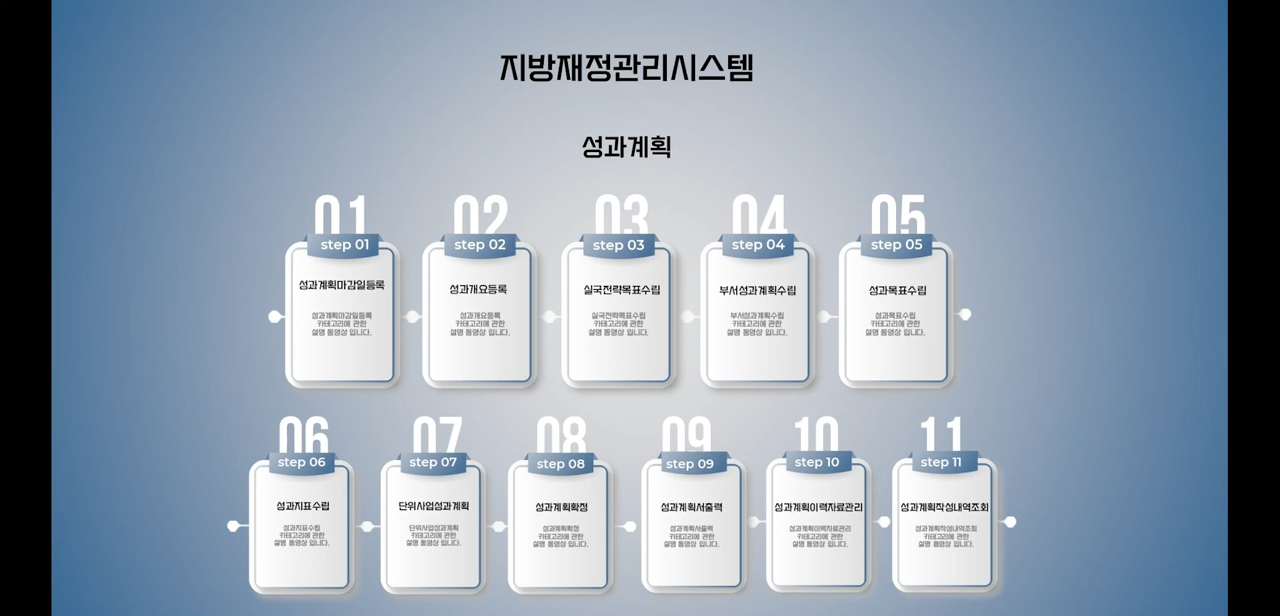 지방재정관리시스템
성과계획
01 02 03 04 05
step 01 step 02 step 03 step 04 step 05
성과계획마감일등록 성과개요등록 실국전략목표수립 부서성과계획수립 성과목표수립
성과계획마감일등록 성과개요등록 실국전략목표수립 부서성과계획수립 성과목표수립
카테고리에 관한 카테고리에 관한 카테고리에 관한 카테고리에 관한 카테고리에 관한
설명 동영상 입니다. 설명 동영상 입니다. 설명 동영상 입니다. 설명 동영상 입니다. 설명 동영상 입니다.
06 07 08 09 10 11
step 06 step 07 step 08 step 09 step 10 step 11
성과지표수립 단위사업성과계획 성과계획확정 성과계획서출력 성과계획이력자료관리 성과계획작성내역조회
성과지표수립 단위사업성과계획 성과계획확정 성과계획서출력 성과계획이력자료관리 성과계획작성내역조회
카테고리에 관한 카테고리에 관한 카테고리에 관한 카테고리에 관한 카테고리에 관한 카테고리에 관한
설명 동영상 입니다. 설명 동영상 입니다. 설명 동영상 입니다. 설명 동영상 입니다. 설명 동영상 입니다. 설명 동영상 입니다.